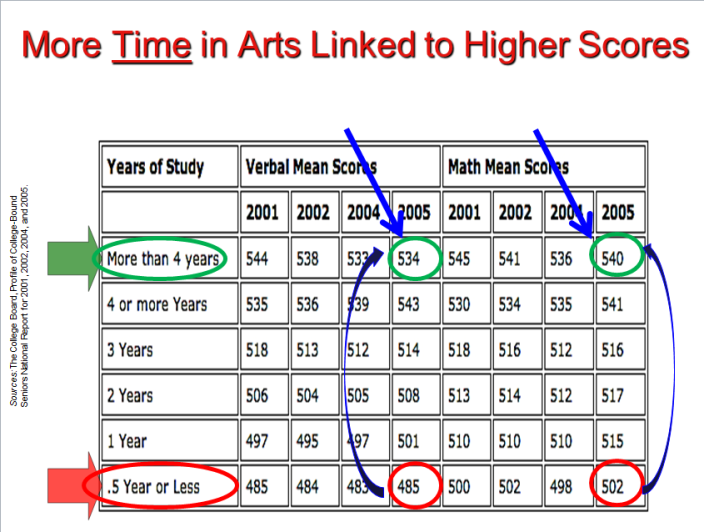 More Time in Arts Linked to Higher Scores
Sources: The College Board, Profile of College-Bound
Seniors National Report for 2001, 2002, 2004, and 2005.
Years of Study Verbal Mean Scores Math Mean Scores
2001 2002 2004 2005 2001 2002 2004 2005
More than 4 years 544 538 534 545 541 536 540
4 or more Years 535 536 539 543 530 534 535 541
3 Years 518 513 512 514 518 516 512 516
2 Years 506 504 505 508 513 514 512 517
1 Year 497 495 497 501 510 510 510 515
.5 Year or Less 485 484 485 500 502 498 502